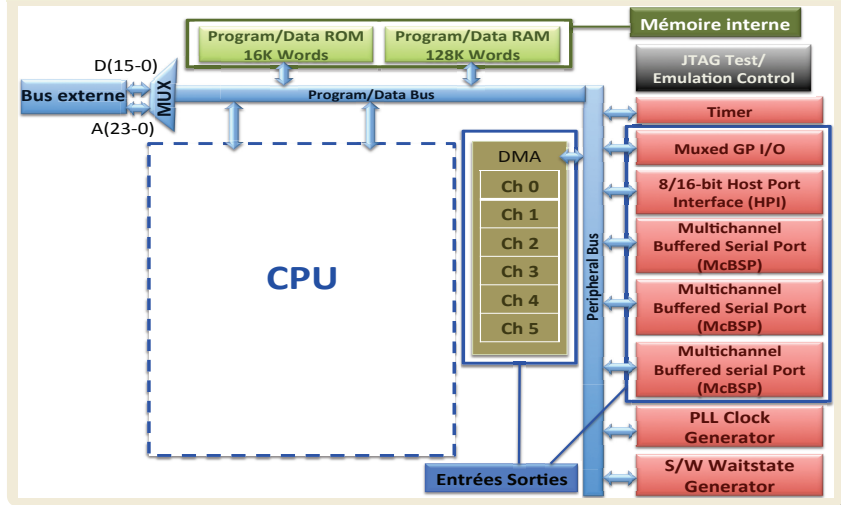 Mémoire interne
Program/Data ROM
16K Words
Program/Data RAM
128K Words
JTAG Test/
Emulation Control
D(15-0)
Bus externe
MUX
A(23-0)
Program/Data Bus
Timer
Muxed GP I/O
8/16-bit Host Port
Interface (HPI)
Multichannel
Buffered Serial Port
(McBSP)
Multichannel
Buffered Serial Port
(McBSP)
Multichannel
Buffered serial Port
(McBSP)
PLL Clock
Generator
S/W Waitstate
Generator
DMA
Ch 0
Ch 1
Ch 2
Ch 3
Ch 4
Ch 5
Peripheral Bus
CPU
Entrées Sorties